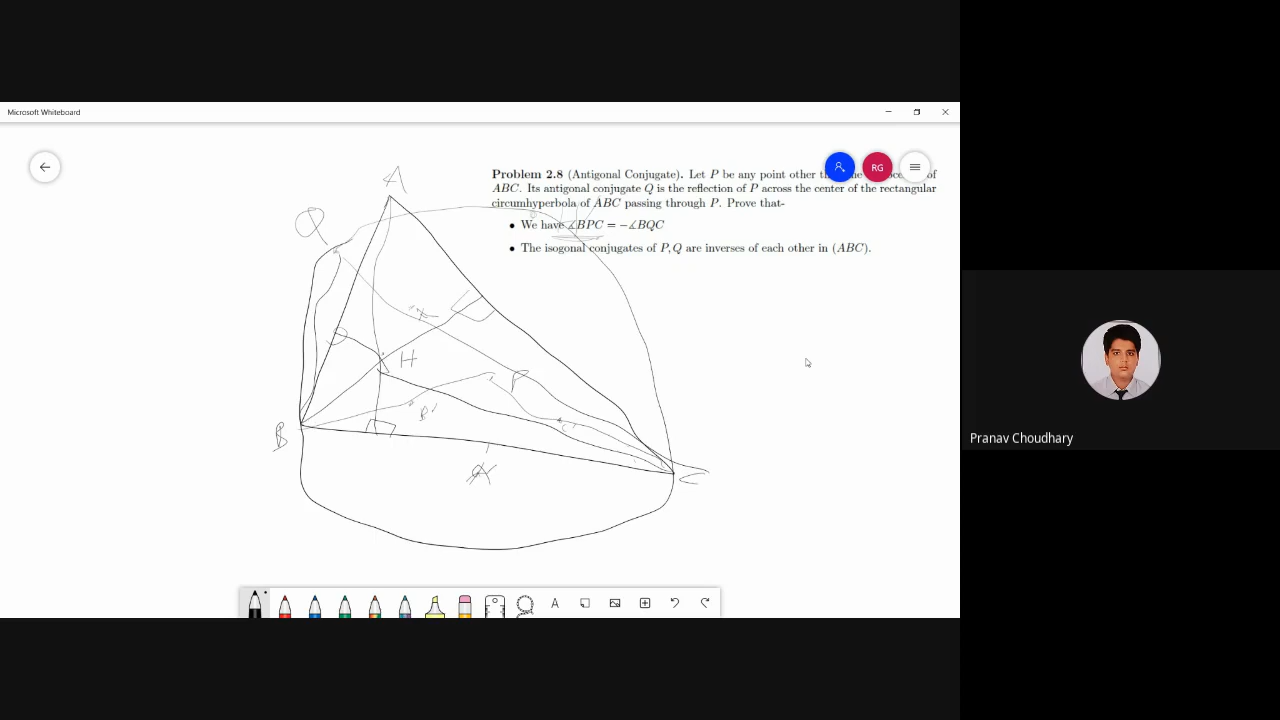 Microsoft Whiteboard
RG
Problem 2.8 (Antigonal Conjugate). Let P be any point other of
ABC. Its antigonal conjugate Q is the reflection of P across the center of the rectangular
circumhyperbola of ABC passing through P. Prove that-
• We have ∡BPC = −∡BQC
• The isogonal conjugates of P, Q are inverses of each other in (ABC).
A
H
P
B'
C'
B
C
A
Pranav Choudhary